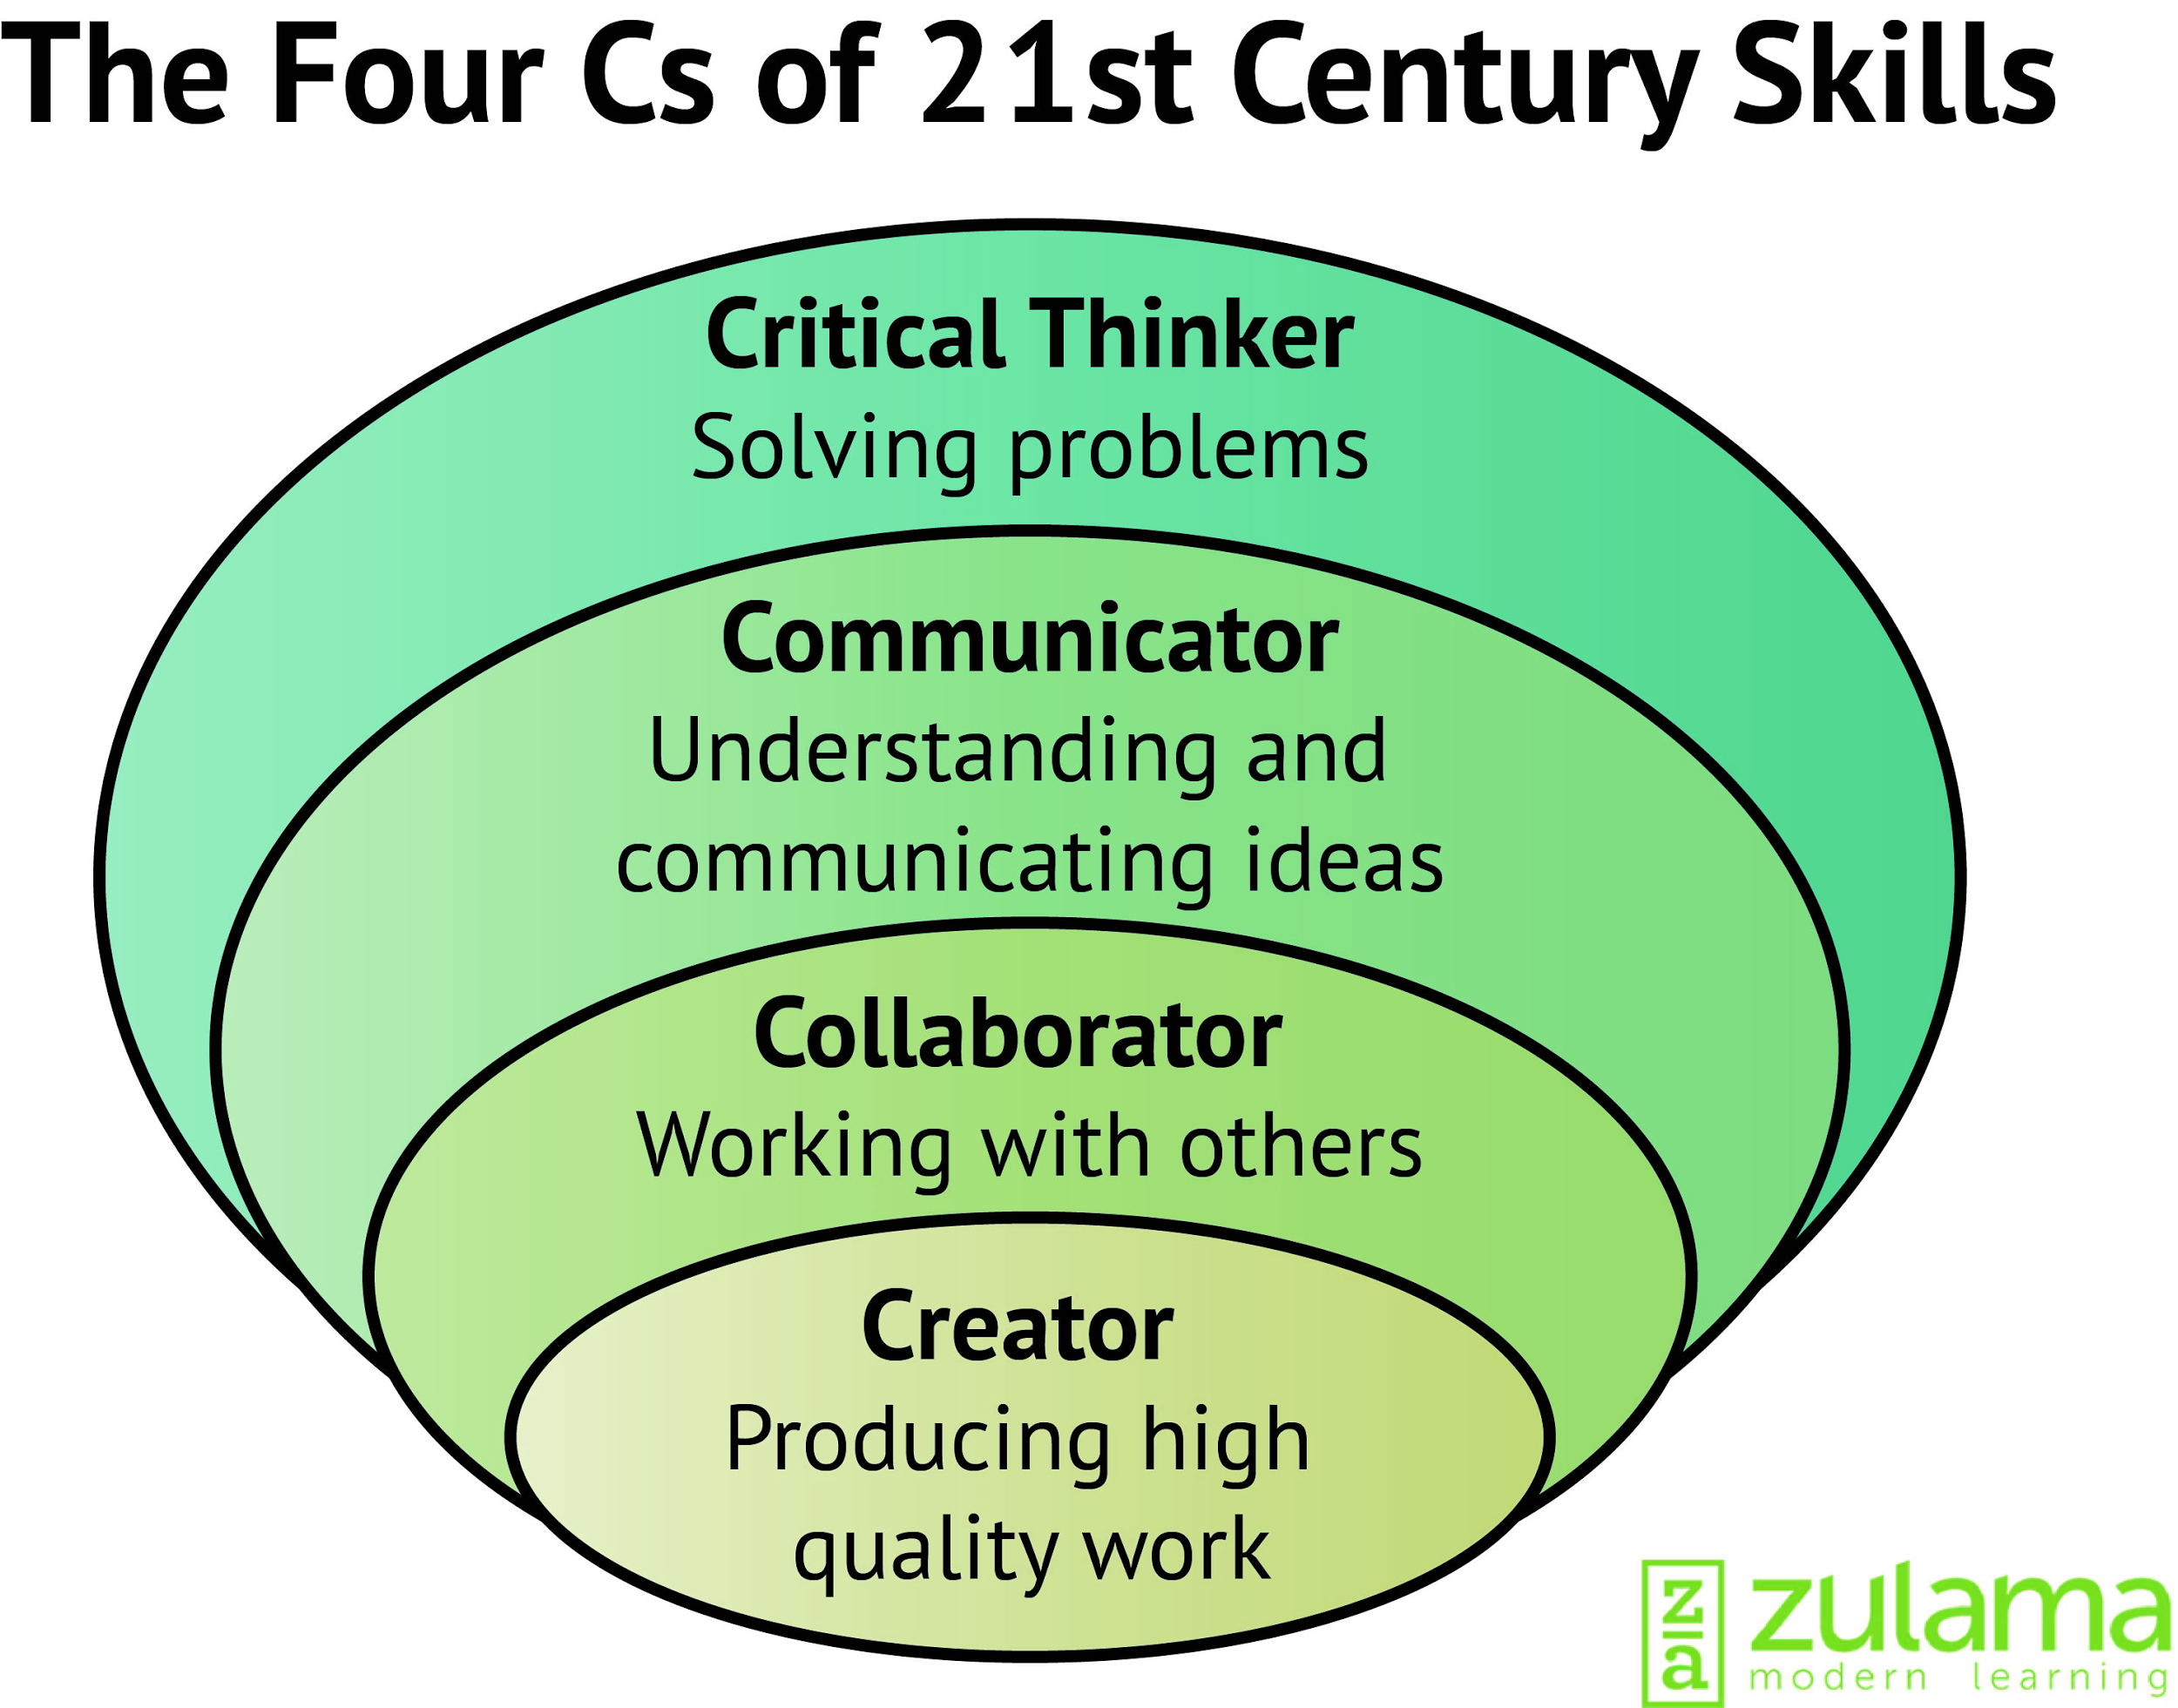 The Four Cs of 21st Century Skills
Critical Thinker
Solving problems
Communicator
Understanding and
communicating ideas
Collaborator
Working with others
Creator
Producing high
quality work
zula
zulama
modern learning